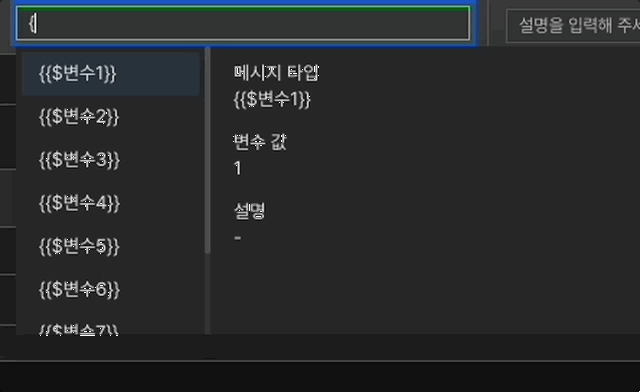 {
설명을 입력해 주세
{{$변수1}}
{{$변수2}}
{{$변수3}}
{{$변수4}}
{{$변수5}}
{{$변수6}}
{{$변수7}}
메시지 타입
{{$변수1}}
변수 값
1
설명
-